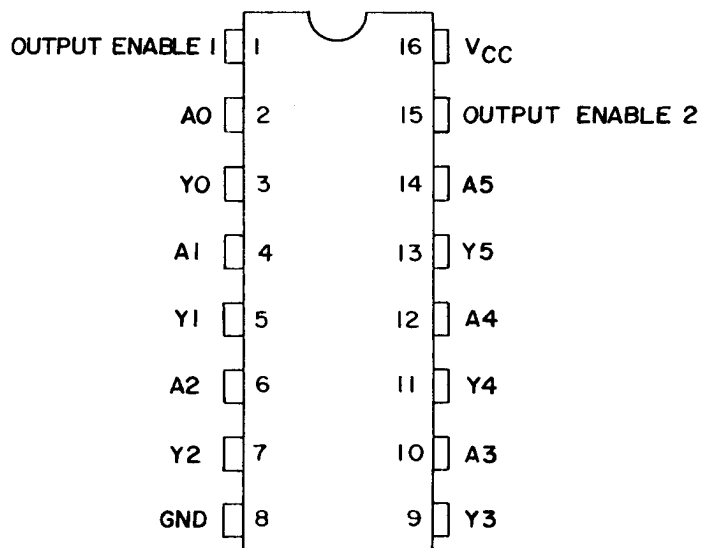 OUTPUT ENABLE 1 1 16 VCC
A0 2 15 OUTPUT ENABLE 2
Y0 3 14 A5
A1 4 13 Y5
Y1 5 12 A4
A2 6 11 Y4
Y2 7 10 A3
GND 8 9 Y3